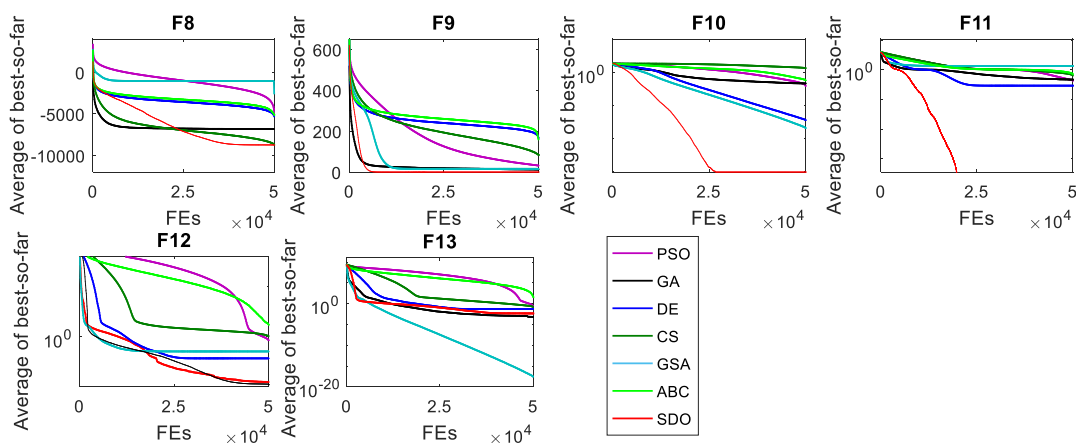 F8
Average of best-so-far
0
-5000
-10000
0
2.5
5
FEs
× 10^4
F9
Average of best-so-far
600
400
200
0
0
2.5
5
FEs
× 10^4
F10
Average of best-so-far
10^0
0
2.5
5
FEs
× 10^4
F11
Average of best-so-far
10^0
0
2.5
5
FEs
× 10^4
F12
Average of best-so-far
10^0
0
2.5
5
FEs
× 10^4
F13
Average of best-so-far
10^0
10^-20
0
2.5
5
FEs
× 10^4
PSO
GA
DE
CS
GSA
ABC
SDO